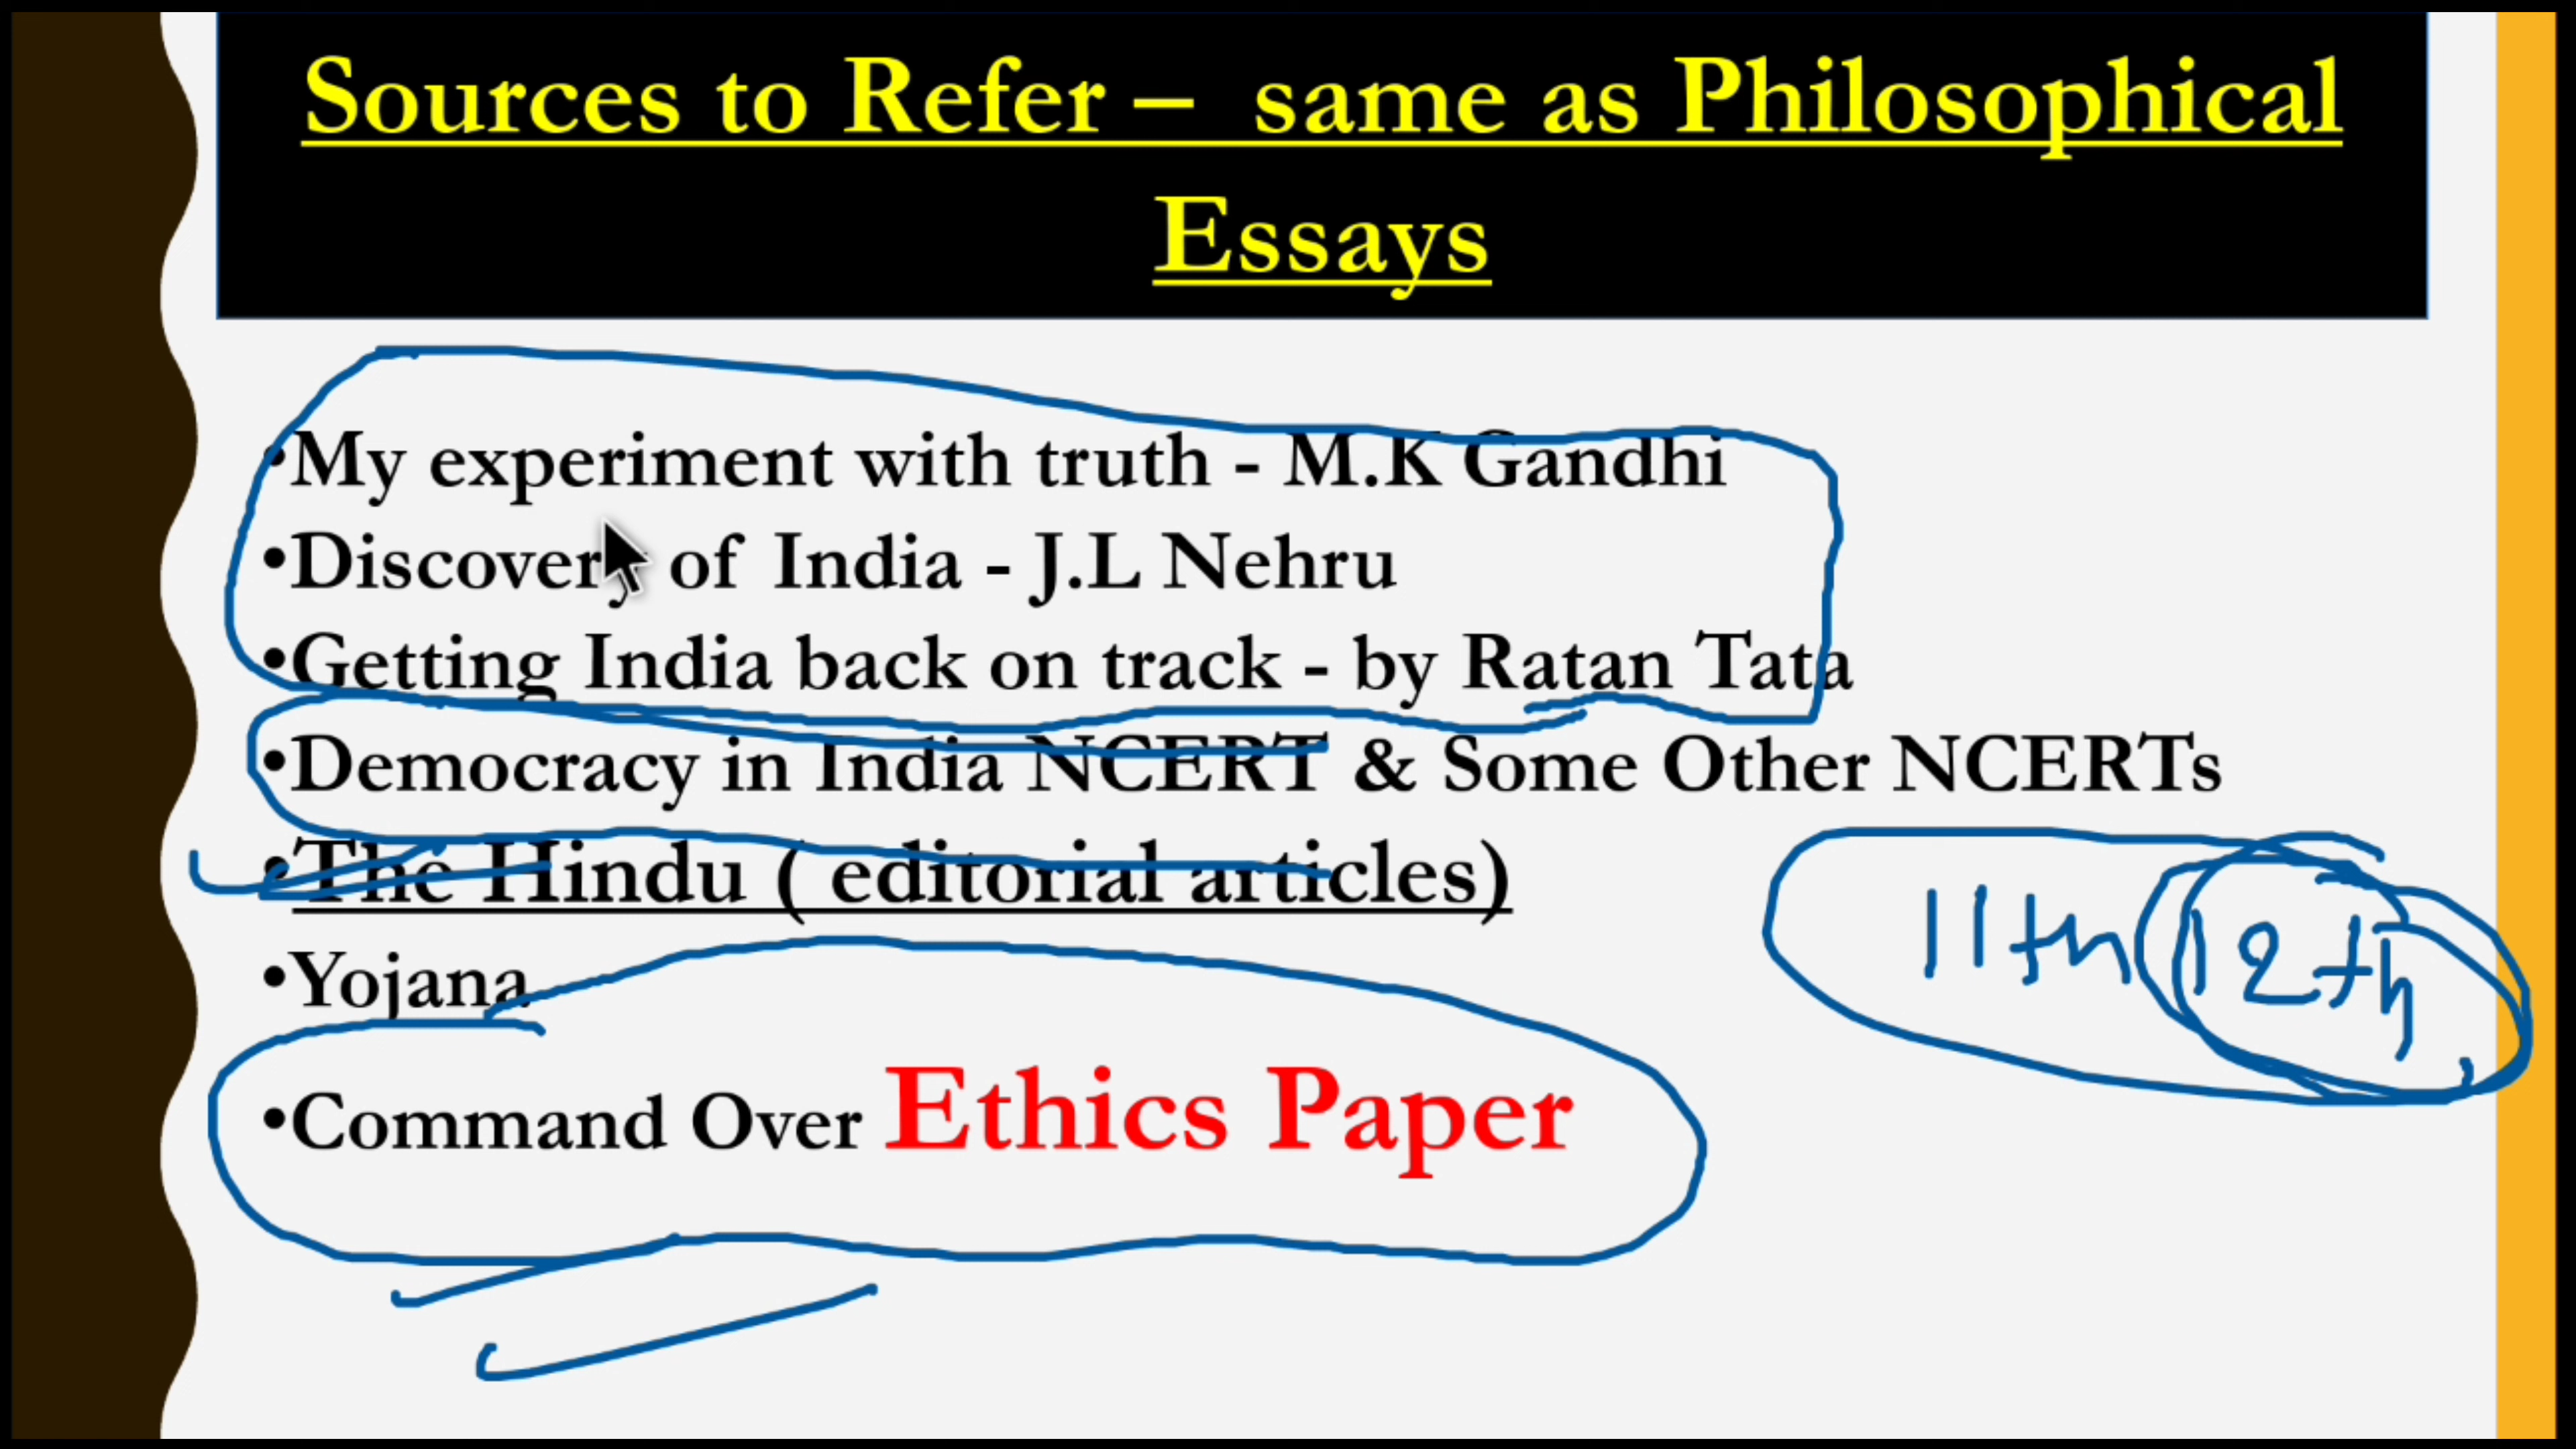 Sources to Refer – same as Philosophical
Essays
•My experiment with truth - M.K Gandhi
•Discovery of India - J.L Nehru
•Getting India back on track - by Ratan Tata
•Democracy in India NCERT & Some Other NCERTs
•The Hindu ( editorial articles)
11th 12th
•Yojana
•Command Over Ethics Paper